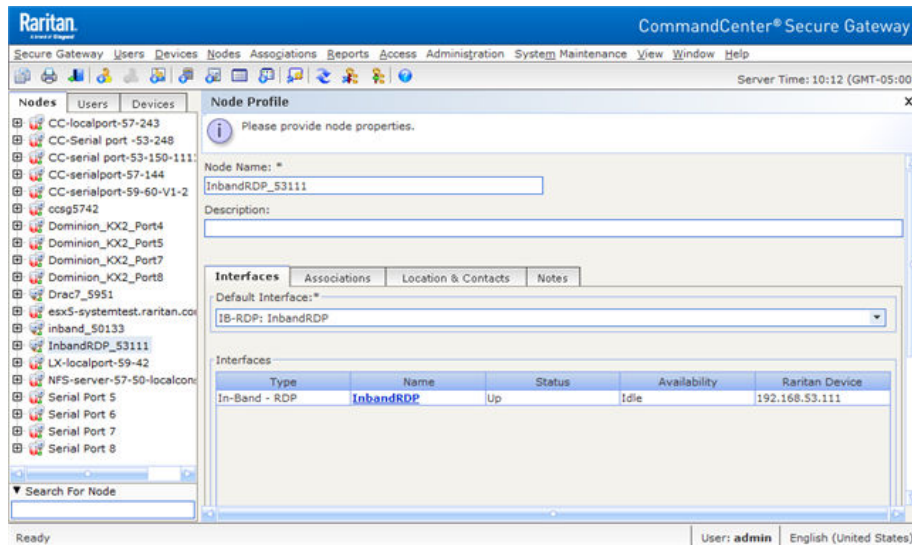 Raritan.
CommandCenter® Secure Gateway
Secure Gateway Users Devices Nodes Associations Reports Access Administration System Maintenance View Window Help
Server Time: 10:12 (GMT-05:00
Nodes Users Devices
CC-localport-57-243
CC-Serial port -53-248
CC-serial port-53-150-111
CC-serialport-57-144
CC-serialport-59-60-V1-2
ccsg5742
Dominion_KX2_Port4
Dominion_KX2_Port5
Dominion_KX2_Port7
Dominion_KX2_Port8
Drac7_5951
esx5-systemtest.raritan.co
inband_50133
InbandRDP_53111
LX-localport-59-42
NFS-server-57-50-localcon
Serial Port 5
Serial Port 6
Serial Port 7
Serial Port 8
Search For Node
Node Profile X
Please provide node properties.
Node Name: *
InbandRDP_53111
Description:
Interfaces Associations Location & Contacts Notes
Default Interface:*
IB-RDP: InbandRDP
Interfaces
Type Name Status Availability Raritan Device
In-Band - RDP InbandRDP Up Idle 192.168.53.111
Ready
User: admin English (United States)